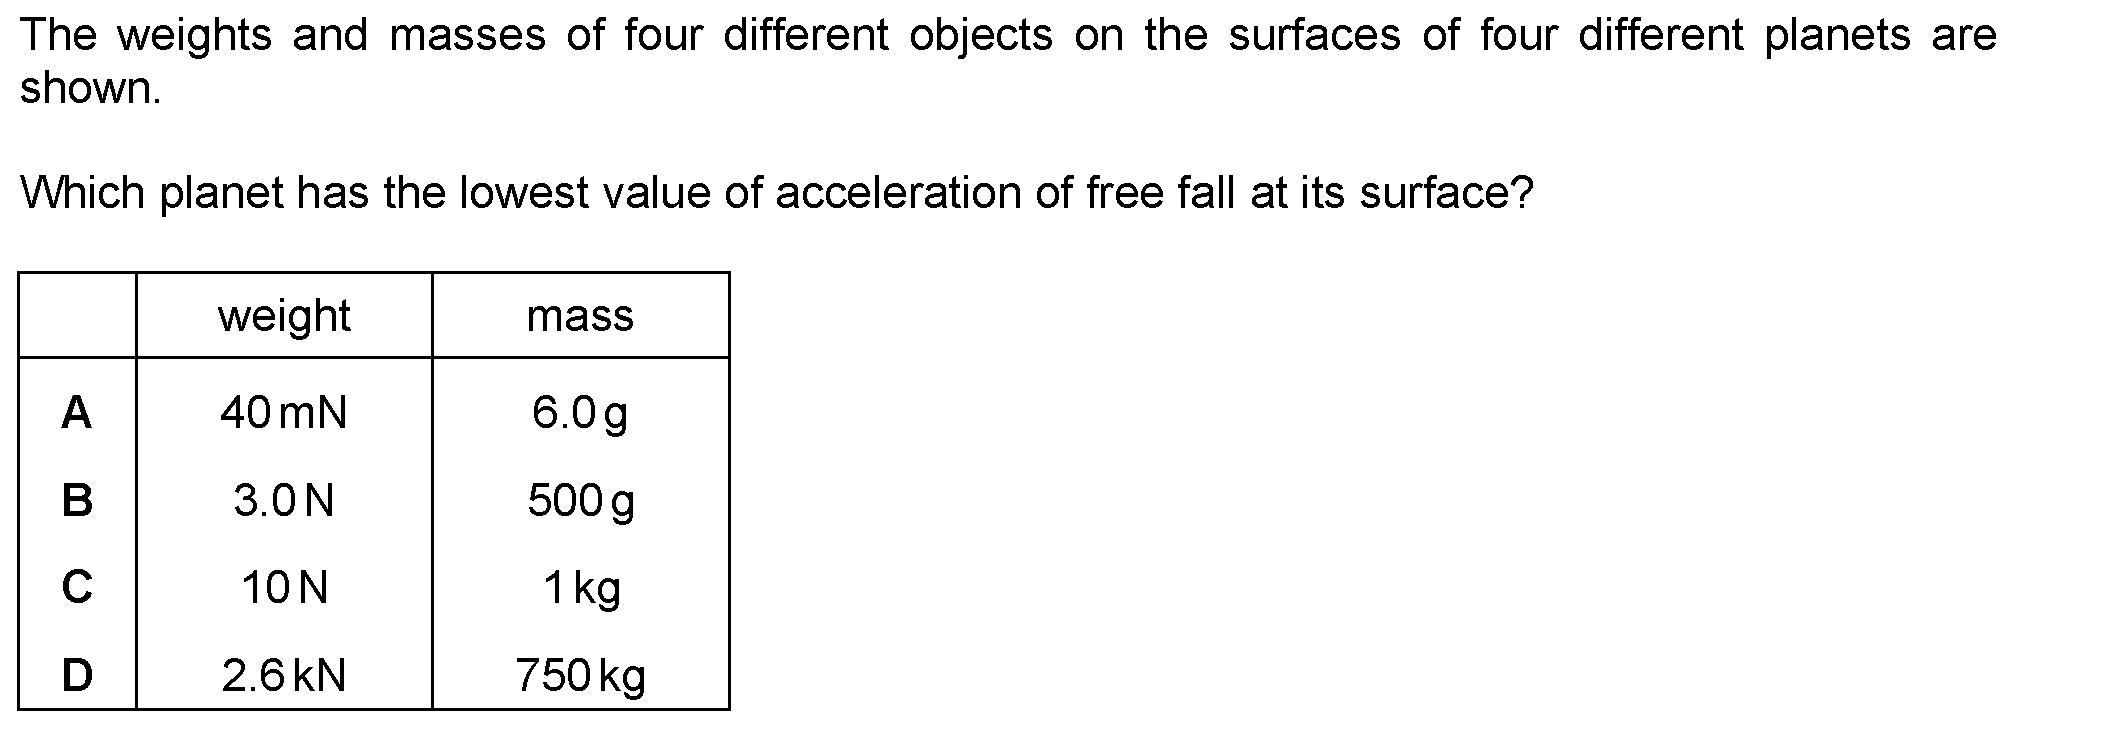 The weights and masses of four different objects on the surfaces of four different planets are
shown.
Which planet has the lowest value of acceleration of free fall at its surface?
weight mass
A 40 mN 6.0 g
B 3.0 N 500 g
C 10 N 1 kg
D 2.6 kN 750 kg